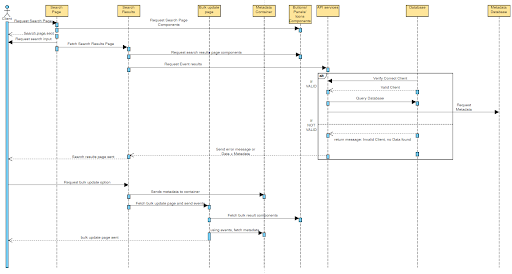 Client
Search Page
Search Results
Bulk update page
Metadata Container
Buttons/ Panels Icons Components
API services
Database
Metadata Database
Request Search Page
Request Search Page Components
Search page sent
Request search input
Fetch Search Results Page
Request search results page components
Request Event results
alt
IF VALID
Verify Correct Client
Valid Client
Query Database
Request Metadata
IF NOT VALID
return message: Invalid Client, no Data found
Send error message or Data + Metadata
Search results page sent
Request bulk update option
Sends metadata to container
Fetch bulk update page and send events
Fetch bulk result components
using events, fetch metadata
bulk update page sent